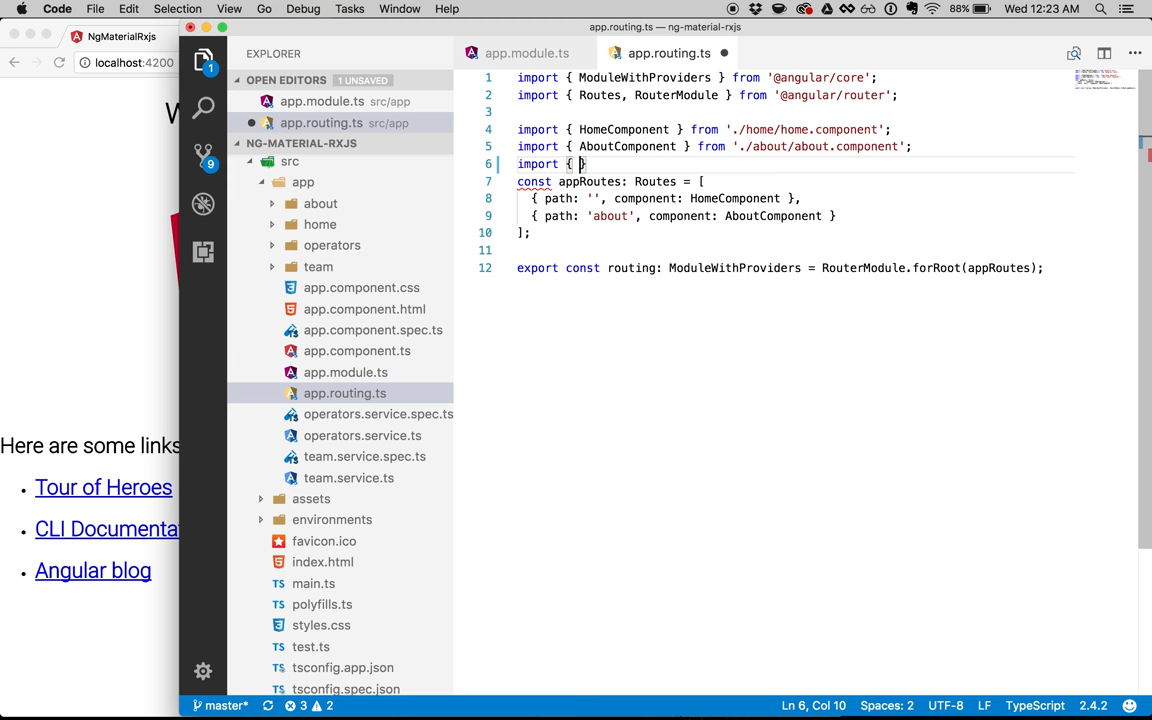 Code File Edit Selection View Go Debug Tasks Window Help 88% Wed 12:23 AM
NgMaterialRxjs
localhost:4200
W
Here are some links
Tour of Heroes
CLI Documenta
Angular blog
app.routing.ts — ng-material-rxjs
1
9
EXPLORER
OPEN EDITORS 1 UNSAVED
app.module.ts src/app
app.routing.ts src/app
NG-MATERIAL-RXJS
src
app
about
home
operators
team
app.component.css
app.component.html
app.component.spec.ts
app.component.ts
app.module.ts
app.routing.ts
operators.service.spec.ts
operators.service.ts
team.service.spec.ts
team.service.ts
assets
environments
favicon.ico
index.html
main.ts
polyfills.ts
styles.css
test.ts
tsconfig.app.json
tsconfig.spec.json
app.module.ts app.routing.ts
1 import { ModuleWithProviders } from '@angular/core';
2 import { Routes, RouterModule } from '@angular/router';
3
4 import { HomeComponent } from './home/home.component';
5 import { AboutComponent } from './about/about.component';
6 import { }
7 const appRoutes: Routes = [
8 { path: '', component: HomeComponent },
9 { path: 'about', component: AboutComponent }
10 ];
11
12 export const routing: ModuleWithProviders = RouterModule.forRoot(appRoutes);
master* 3 2 Ln 6, Col 10 Spaces: 2 UTF-8 LF TypeScript 2.4.2